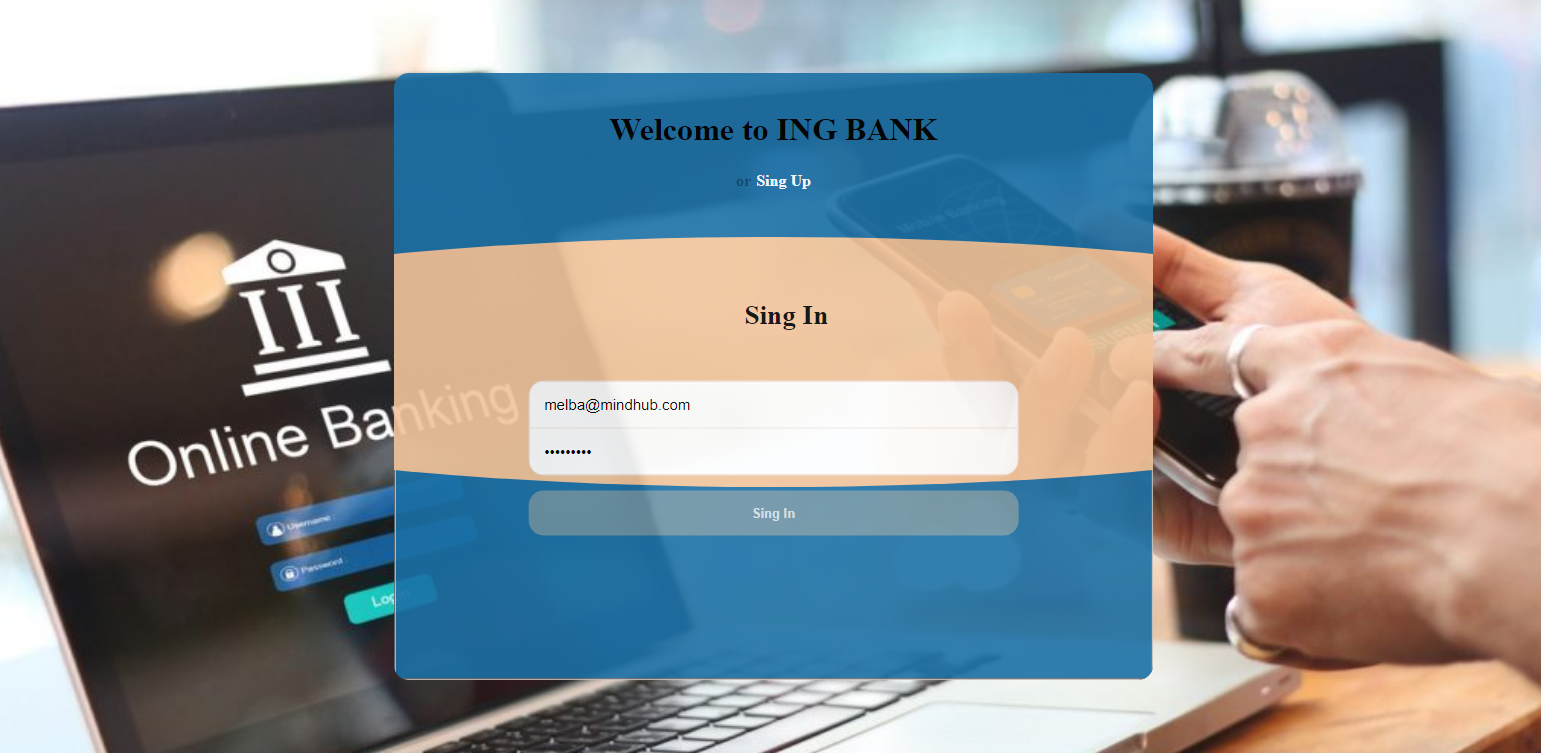 Welcome to ING BANK
or Sing Up
Sing In
melba@mindhub.com
•••••••••
Sing In
Online Banking
Username
Password
Mobile Banking